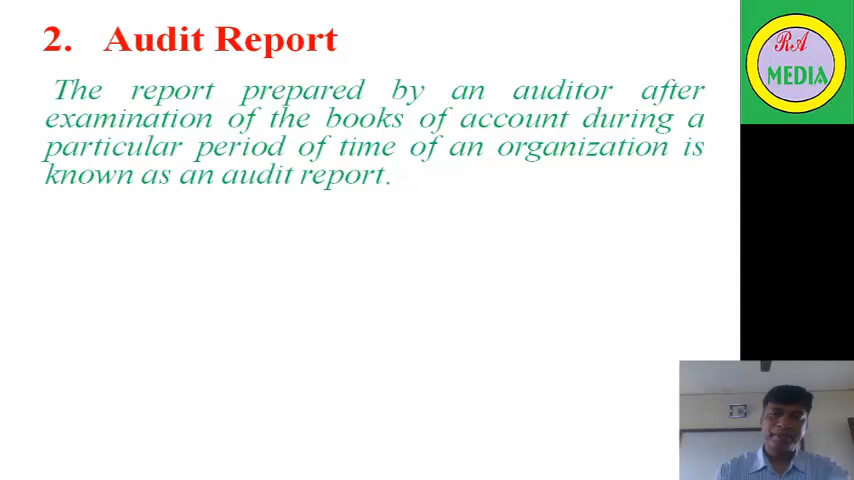 2. Audit Report
The report prepared by an auditor after
examination of the books of account during a
particular period of time of an organization is
known as an audit report.
RA
MEDIA